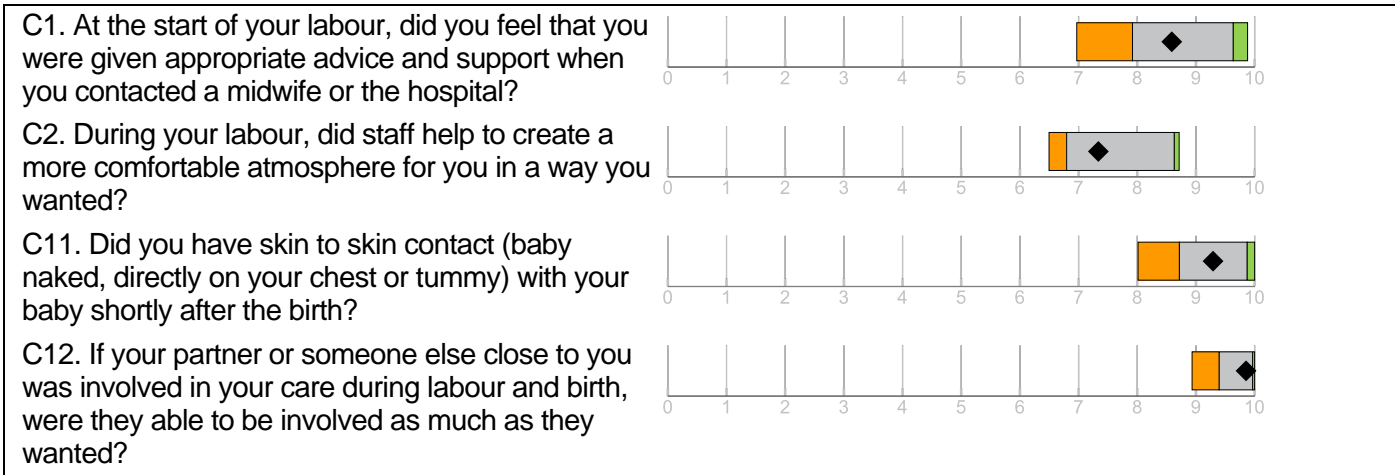 C1. At the start of your labour, did you feel that you
were given appropriate advice and support when
you contacted a midwife or the hospital?
0 1 2 3 4 5 6 7 8 9 10
C2. During your labour, did staff help to create a
more comfortable atmosphere for you in a way you
wanted?
0 1 2 3 4 5 6 7 8 9 10
C11. Did you have skin to skin contact (baby
naked, directly on your chest or tummy) with your
baby shortly after the birth?
0 1 2 3 4 5 6 7 8 9 10
C12. If your partner or someone else close to you
was involved in your care during labour and birth,
were they able to be involved as much as they
wanted?
0 1 2 3 4 5 6 7 8 9 10